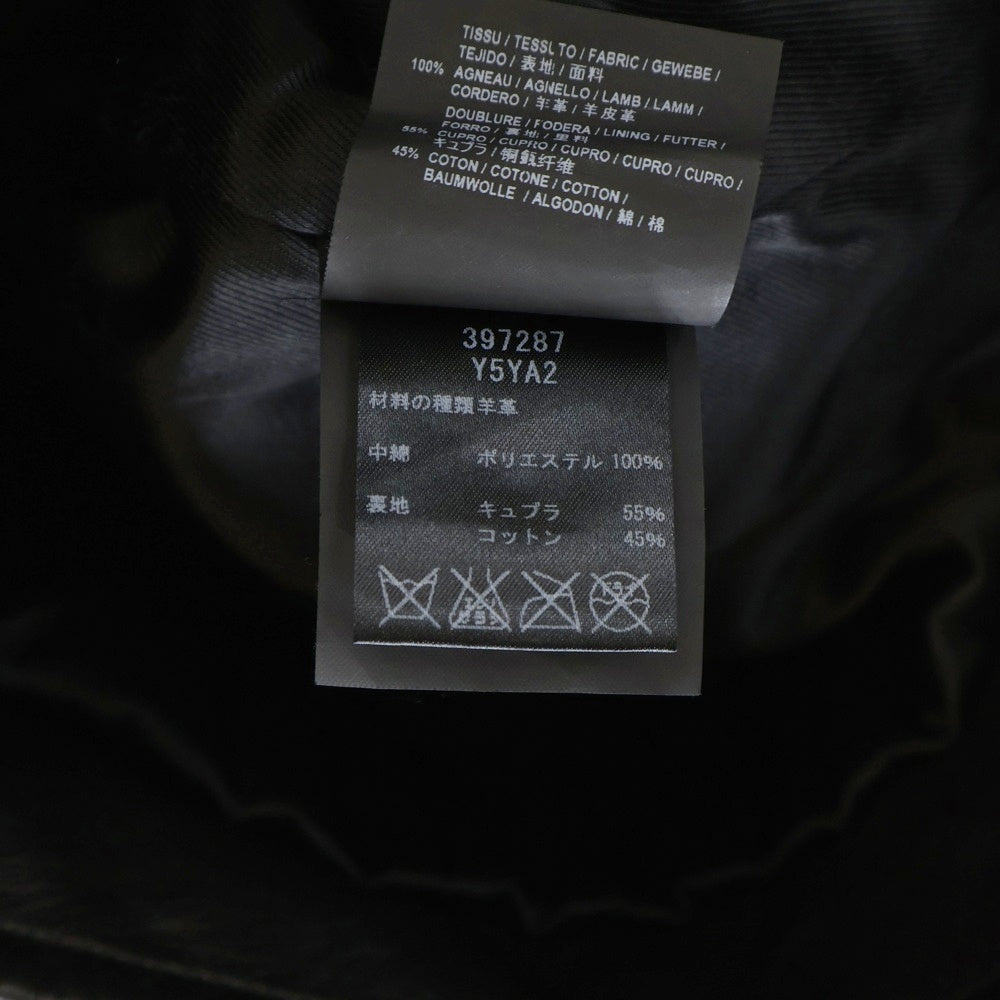 TISSU / TESSUTO / FABRIC / GEWEBE /
TEJIDO / 表地 / 面料
100% AGNEAU / AGNELLO / LAMB / LAMM /
CORDERO / 羊革 / 羊皮革
DOUBLURE / FODERA / LINING / FUTTER /
FORRO / 裏地 / 里料
55% CUPRO / CUPRO / CUPRO / CUPRO / CUPRO /
キュプラ / 铜氨纤维
45% COTON / COTONE / COTTON /
BAUMWOLLE / ALGODON / 綿 / 棉
397287
Y5YA2
材料の種類羊革
中綿 ポリエステル 100%
裏地 キュプラ 55%
コットン 45%